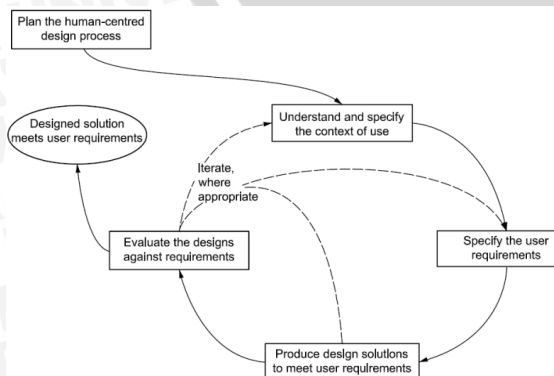 Plan the human-centred
design process
Understand and specify
the context of use
Designed solution
meets user requirements
Iterate,
where
appropriate
Evaluate the designs
against requirements
Specify the user
requirements
Produce design solutions
to meet user requirements